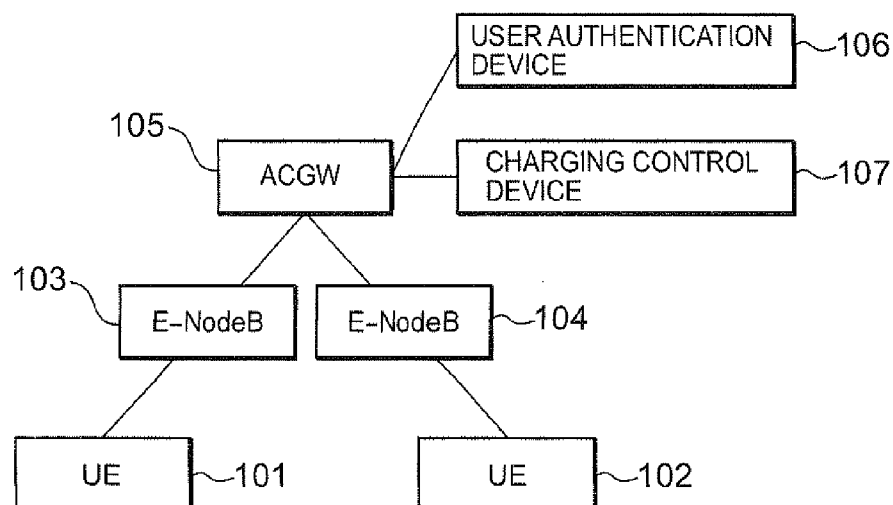 USER AUTHENTICATION
DEVICE
106
105
ACGW
CHARGING CONTROL
DEVICE
107
103
E-NodeB
E-NodeB
104
UE
101
UE
102